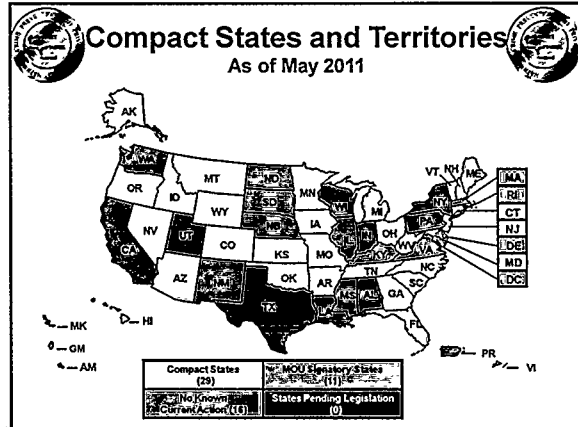 Compact States and Territories
As of May 2011
AK
WA
OR
CA
NV
ID
MT
WY
UT
AZ
CO
NM
ND
SD
NB
KS
OK
TX
MN
IA
MO
AR
LA
WI
IL
MI
IN
OH
KY
TN
MS
AL
GA
FL
SC
NC
WV
VA
PA
NY
VT
NH
ME
MA
RI
CT
NJ
DE
MD
DC
MK
GM
AM
HI
PR
VI
Compact States
(29)
MOU Signatory States
(11)
No Known
Current Action (16)
States Pending Legislation
(0)